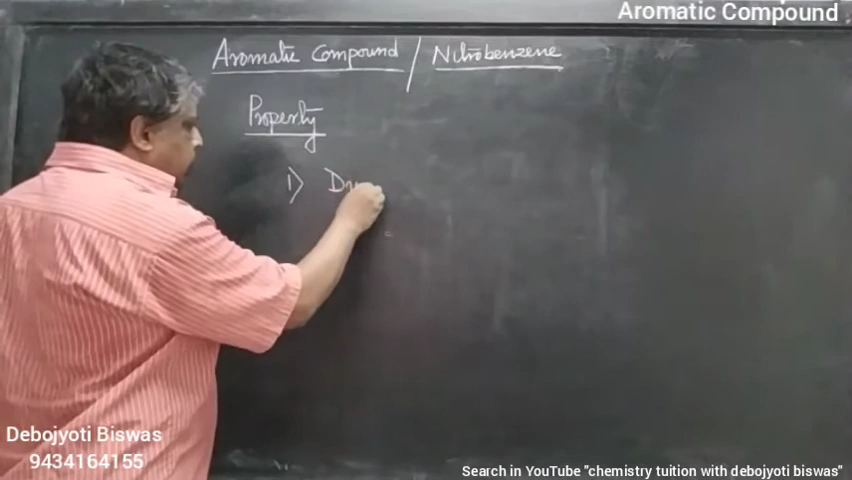 Aromatic Compound
Aromatic Compound / Nitrobenzene
Property
1)
Debojyoti Biswas
9434164155
Search in YouTube "chemistry tuition with debojyoti biswas"